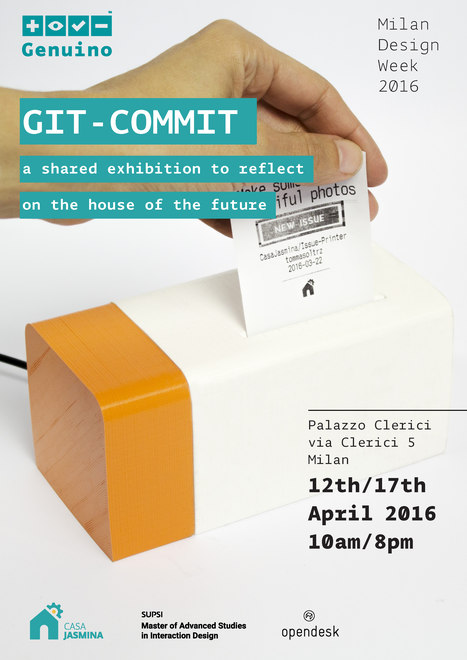 Genuino
Milan
Design
Week
2016
GIT-COMMIT
a shared exhibition to reflect
on the house of the future
some
iful photos
NEW ISSUE
CasaJasmina/Issue-Printer
tommasoltrz
2016-03-22
Palazzo Clerici
via Clerici 5
Milan
12th/17th
April 2016
10am/8pm
CASA
JASMINA
SUPSI
Master of Advanced Studies
in Interaction Design
opendesk